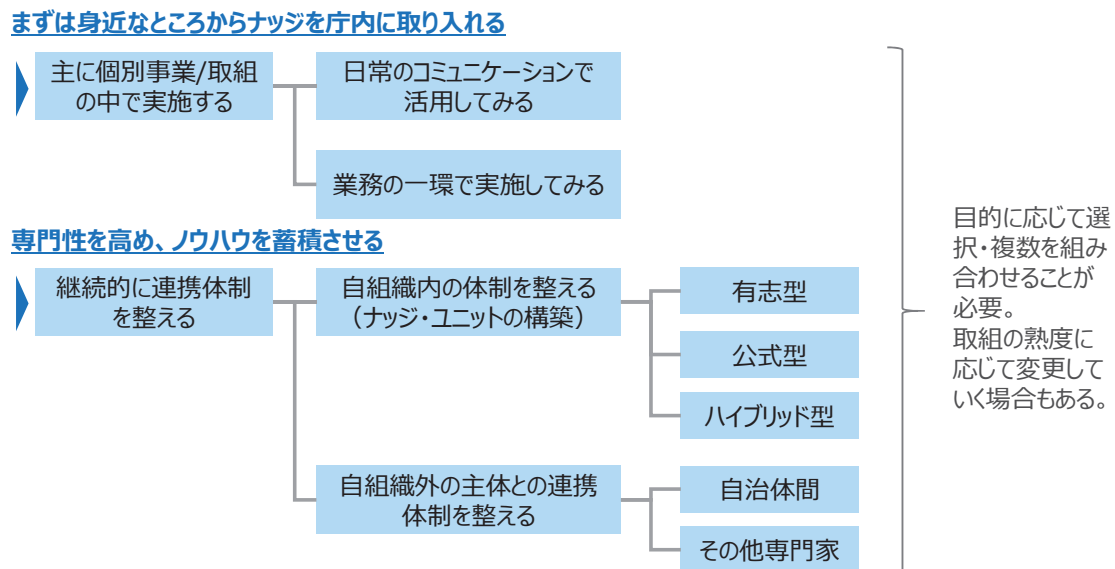 まずは身近なところからナッジを庁内に取り入れる
主に個別事業/取組
の中で実施する
日常のコミュニケーションで
活用してみる
業務の一環で実施してみる
専門性を高め、ノウハウを蓄積させる
継続的に連携体制
を整える
自組織内の体制を整える
（ナッジ・ユニットの構築）
有志型
公式型
ハイブリッド型
自組織外の主体との連携
体制を整える
自治体間
その他専門家
目的に応じて選
択・複数を組み
合わせることが
必要。
取組の熟度に
応じて変更して
いく場合もある。